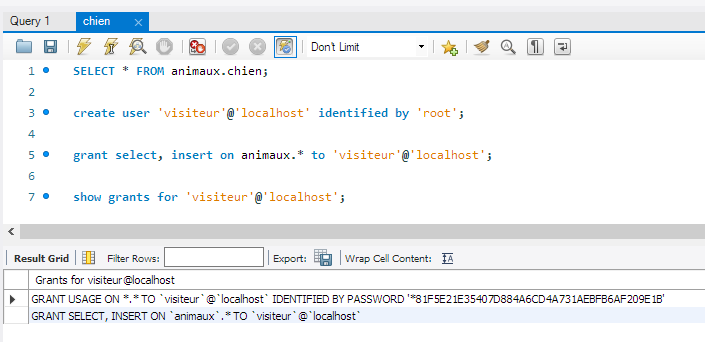 Query 1 chien ×
Don't Limit
1 SELECT * FROM animaux.chien;
2
3 create user 'visiteur'@'localhost' identified by 'root';
4
5 grant select, insert on animaux.* to 'visiteur'@'localhost';
6
7 show grants for 'visiteur'@'localhost';
Result Grid Filter Rows: Export: Wrap Cell Content:
Grants for visiteur@localhost
GRANT USAGE ON *.* TO `visiteur`@`localhost` IDENTIFIED BY PASSWORD '*81F5E21E35407D884A6CD4A731AEBFB6AF209E1B'
GRANT SELECT, INSERT ON `animaux`.* TO `visiteur`@`localhost`